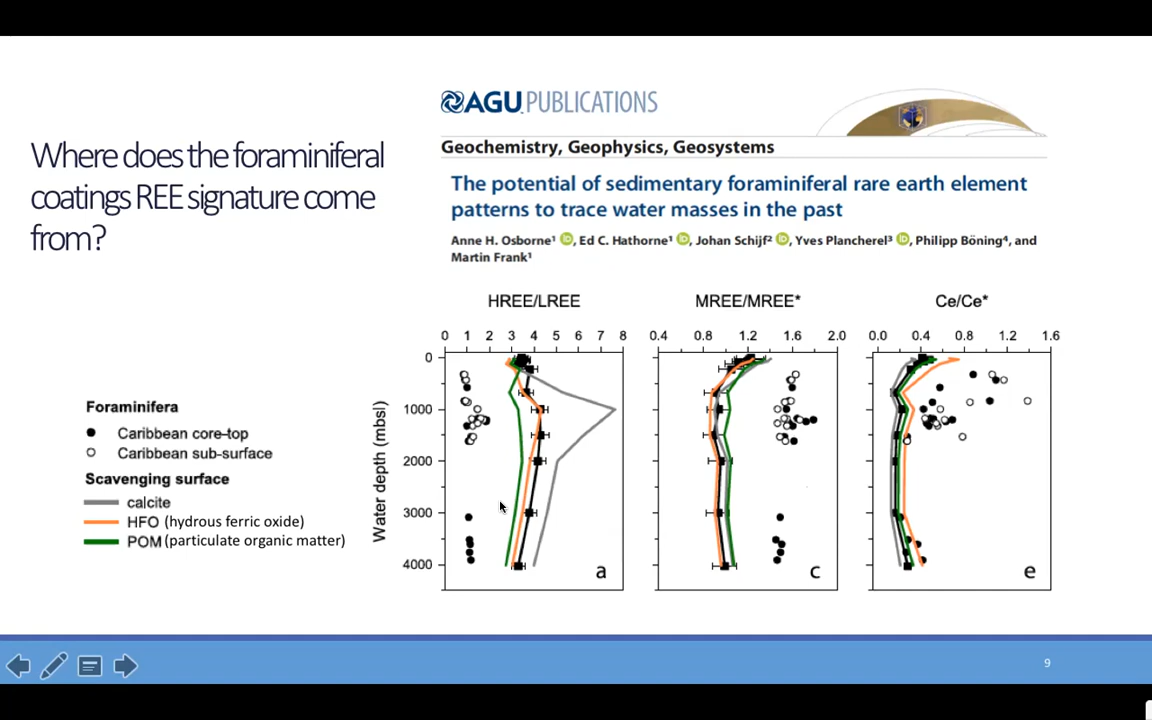 Where does the foraminiferal
coatings REE signature come
from?
AGU PUBLICATIONS
Geochemistry, Geophysics, Geosystems
The potential of sedimentary foraminiferal rare earth element
patterns to trace water masses in the past
Anne H. Osborne¹ iD, Ed C. Hathorne¹ iD, Johan Schijf² iD, Yves Plancherel³ iD, Philipp Böning⁴, and
Martin Frank¹
HREE/LREE
0 1 2 3 4 5 6 7 8
MREE/MREE*
0.4 0.8 1.2 1.6 2.0
Ce/Ce*
0.0 0.4 0.8 1.2 1.6
Water depth (mbsl)
0
1000
2000
3000
4000
a
c
e
Foraminifera
Caribbean core-top
Caribbean sub-surface
Scavenging surface
calcite
HFO (hydrous ferric oxide)
POM (particulate organic matter)
9